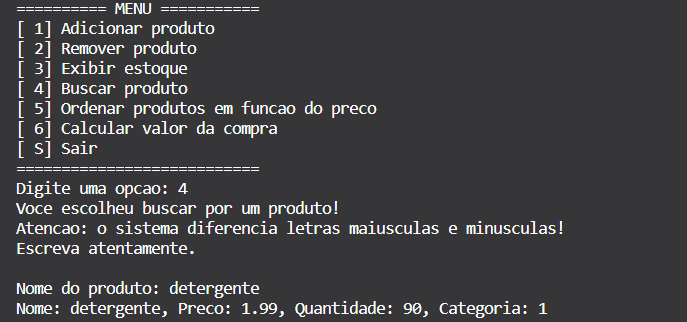 ========== MENU ===========
[ 1] Adicionar produto
[ 2] Remover produto
[ 3] Exibir estoque
[ 4] Buscar produto
[ 5] Ordenar produtos em funcao do preco
[ 6] Calcular valor da compra
[ S] Sair
===========================
Digite uma opcao: 4
Voce escolheu buscar por um produto!
Atencao: o sistema diferencia letras maiusculas e minusculas!
Escreva atentamente.
Nome do produto: detergente
Nome: detergente, Preco: 1.99, Quantidade: 90, Categoria: 1